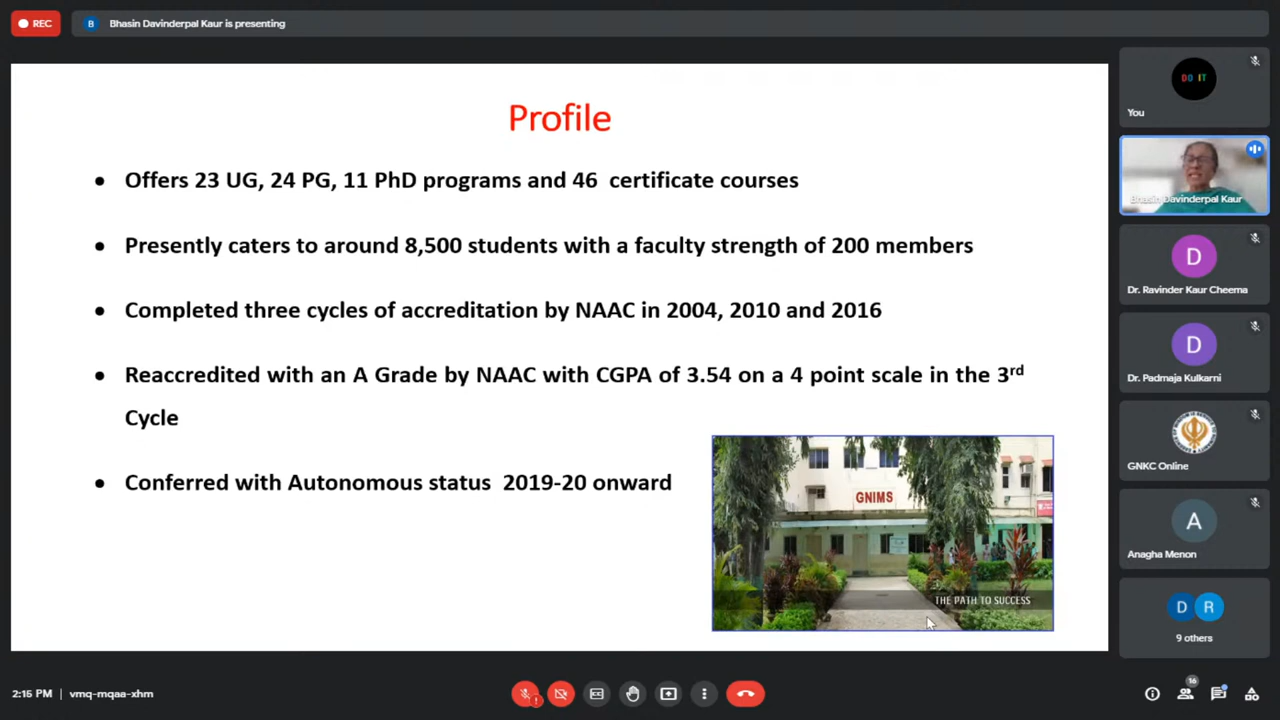 REC
B
Bhasin Davinderpal Kaur is presenting
Profile
• Offers 23 UG, 24 PG, 11 PhD programs and 46 certificate courses
• Presently caters to around 8,500 students with a faculty strength of 200 members
• Completed three cycles of accreditation by NAAC in 2004, 2010 and 2016
• Reaccredited with an A Grade by NAAC with CGPA of 3.54 on a 4 point scale in the 3rd
Cycle
• Conferred with Autonomous status 2019-20 onward
GNIMS
THE PATH TO SUCCESS
DO IT
You
Bhasin Davinderpal Kaur
D
Dr. Ravinder Kaur Cheema
D
Dr. Padmaja Kulkarni
GNKC Online
A
Anagha Menon
D R
9 others
2:15 PM | vmq-mqaa-xhm
16